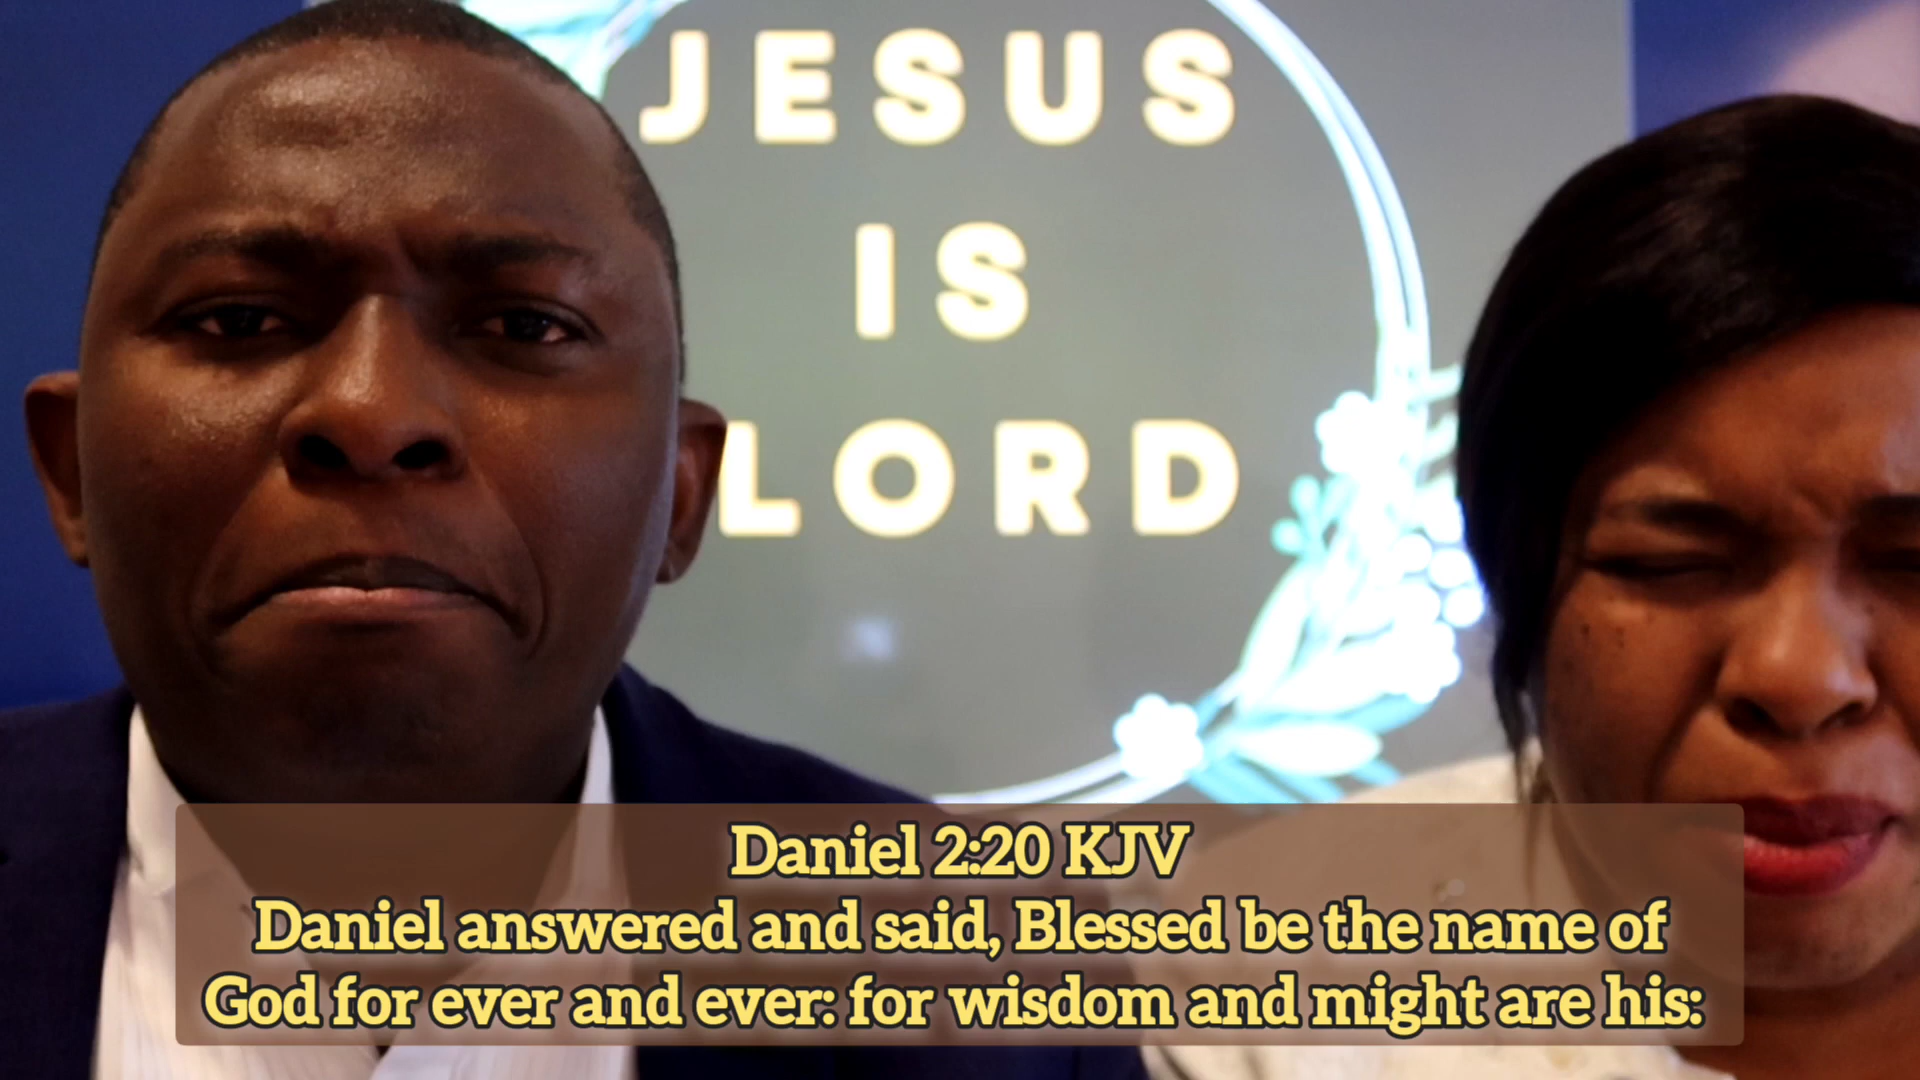 JESUS
IS
LORD
Daniel 2:20 KJV
Daniel answered and said, Blessed be the name of
God for ever and ever: for wisdom and might are his: